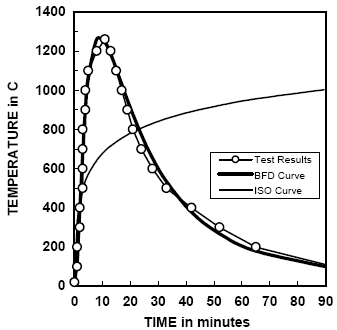 1400
1200
1000
800
600
400
200
0
TEMPERATURE in C
Test Results
BFD Curve
ISO Curve
0 10 20 30 40 50 60 70 80 90
TIME in minutes